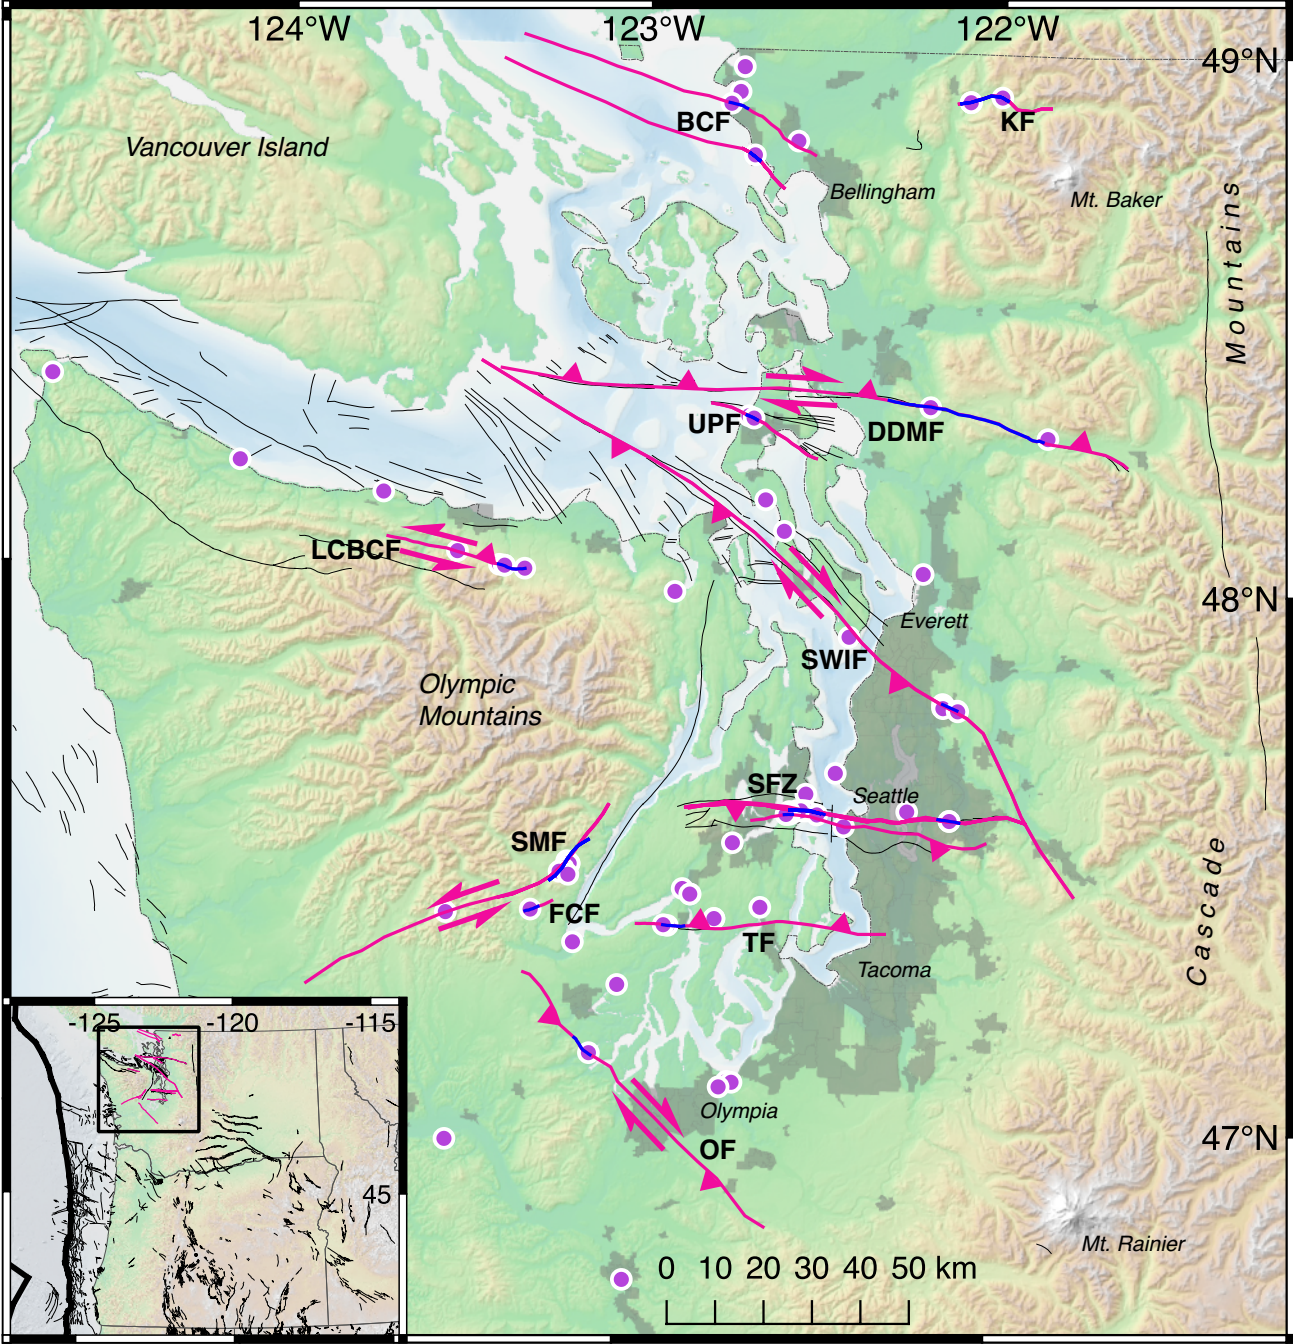 124°W
123°W
122°W
49°N
BCF
KF
Vancouver Island
Bellingham
Mt. Baker
Mountains
UPF
DDMF
LCBCF
48°N
Everett
SWIF
Olympic
Mountains
SFZ
Seattle
SMF
FCF
TF
Cascade
Tacoma
-125
-120
-115
Olympia
47°N
OF
45
Mt. Rainier
0 10 20 30 40 50 km